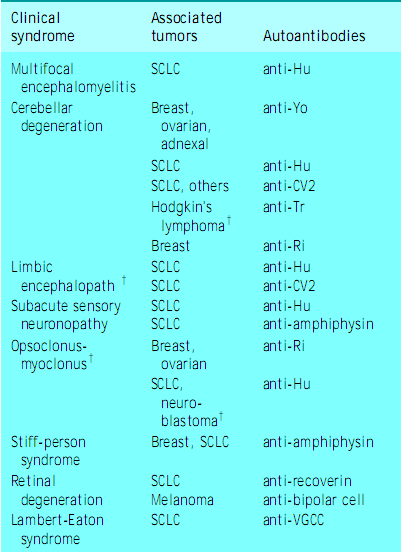 Clinical syndrome Associated tumors Autoantibodies
Multifocal encephalomyelitis SCLC anti-Hu
Cerebellar degeneration Breast, ovarian, adnexal anti-Yo
SCLC anti-Hu
SCLC, others anti-CV2
Hodgkin's lymphoma† anti-Tr
Breast anti-Ri
Limbic SCLC anti-Hu
encephalopath † SCLC anti-CV2
Subacute sensory SCLC anti-Hu
neuronopathy SCLC anti-amphiphysin
Opsoclonus-myoclonus† Breast, ovarian anti-Ri
SCLC, neuro-blastoma† anti-Hu
Stiff-person syndrome Breast, SCLC anti-amphiphysin
Retinal SCLC anti-recoverin
degeneration Melanoma anti-bipolar cell
Lambert-Eaton syndrome SCLC anti-VGCC